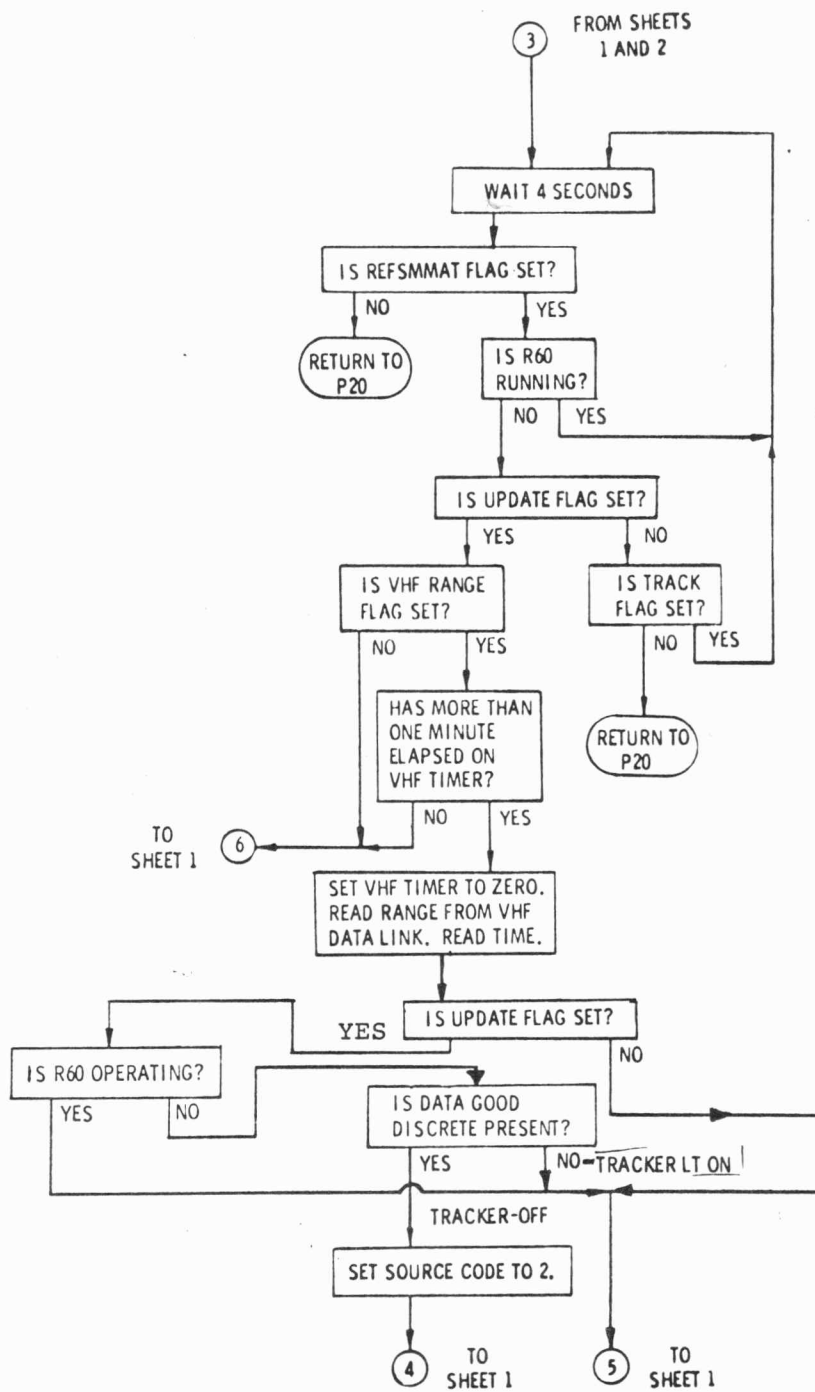 FROM SHEETS
1 AND 2
3
WAIT 4 SECONDS
IS REFSMMAT FLAG SET?
NO
YES
RETURN TO
P20
IS R60
RUNNING?
NO
YES
IS UPDATE FLAG SET?
YES
NO
IS VHF RANGE
FLAG SET?
IS TRACK
FLAG SET?
NO
YES
NO
YES
HAS MORE THAN
ONE MINUTE
ELAPSED ON
VHF TIMER?
RETURN TO
P20
NO
YES
TO
SHEET 1
6
SET VHF TIMER TO ZERO.
READ RANGE FROM VHF
DATA LINK. READ TIME.
YES
IS UPDATE FLAG SET?
NO
IS R60 OPERATING?
YES
NO
IS DATA GOOD
DISCRETE PRESENT?
YES
NO-TRACKER LT ON
TRACKER-OFF
SET SOURCE CODE TO 2.
4
TO
SHEET 1
5
TO
SHEET 1